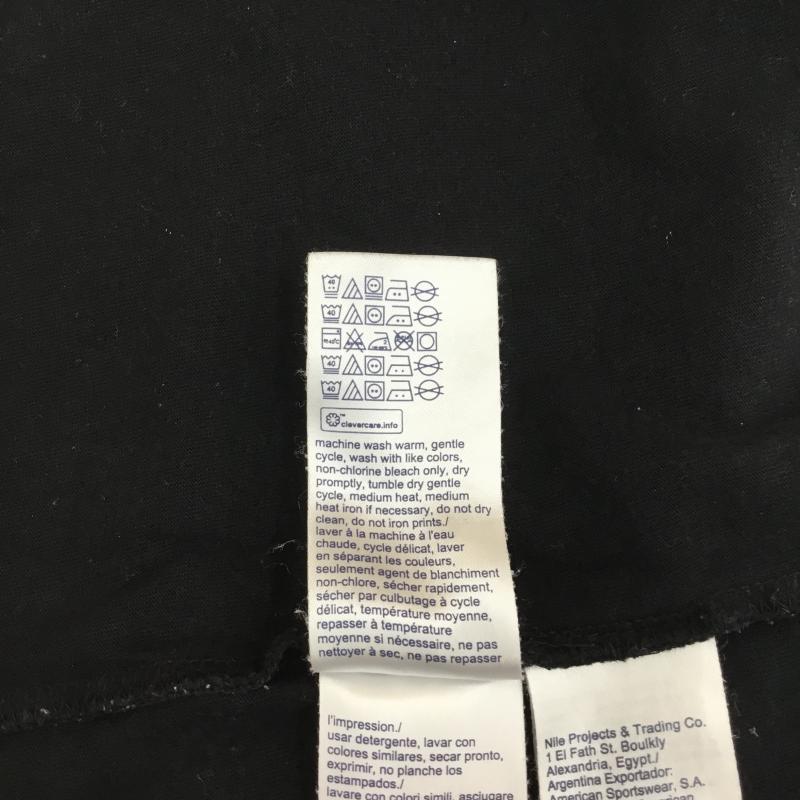 40
40
40
40
clevercare.info
machine wash warm, gentle
cycle, wash with like colors,
non-chlorine bleach only, dry
promptly, tumble dry gentle
cycle, medium heat, medium
heat iron if necessary, do not dry
clean, do not iron prints./
laver à la machine à l'eau
chaude, cycle délicat, laver
en séparant les couleurs,
seulement agent de blanchiment
non-chlore, sécher rapidement,
sécher par culbutage à cycle
délicat, température moyenne,
repasser à température
moyenne si nécessaire, ne pas
nettoyer à sec, ne pas repasser
l'impression./
usar detergente, lavar con
colores similares, secar pronto,
exprimir, no planche los
estampados./
lavare con colori simili, asciugare
Nile Projects & Trading Co.
1 El Fath St. Boulkly
Alexandria, Egypt./
Argentina Exportador:
American Sportswear, S.A.